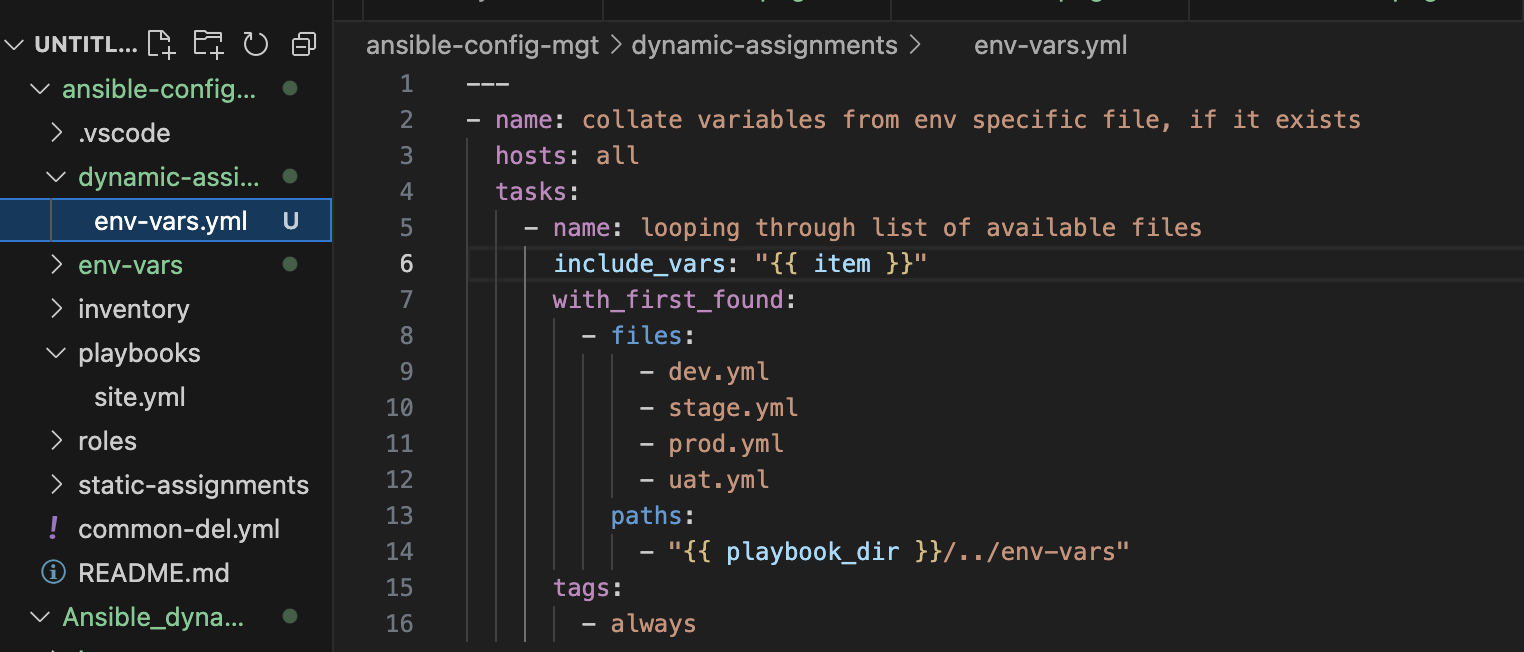 UNTITL...
ansible-config...
.vscode
dynamic-assi...
env-vars.yml U
env-vars
inventory
playbooks
site.yml
roles
static-assignments
! common-del.yml
README.md
Ansible_dyna...
ansible-config-mgt > dynamic-assignments > env-vars.yml
1 ---
2 - name: collate variables from env specific file, if it exists
3 hosts: all
4 tasks:
5 - name: looping through list of available files
6 include_vars: "{{ item }}"
7 with_first_found:
8 - files:
9 - dev.yml
10 - stage.yml
11 - prod.yml
12 - uat.yml
13 paths:
14 - "{{ playbook_dir }}/../env-vars"
15 tags:
16 - always